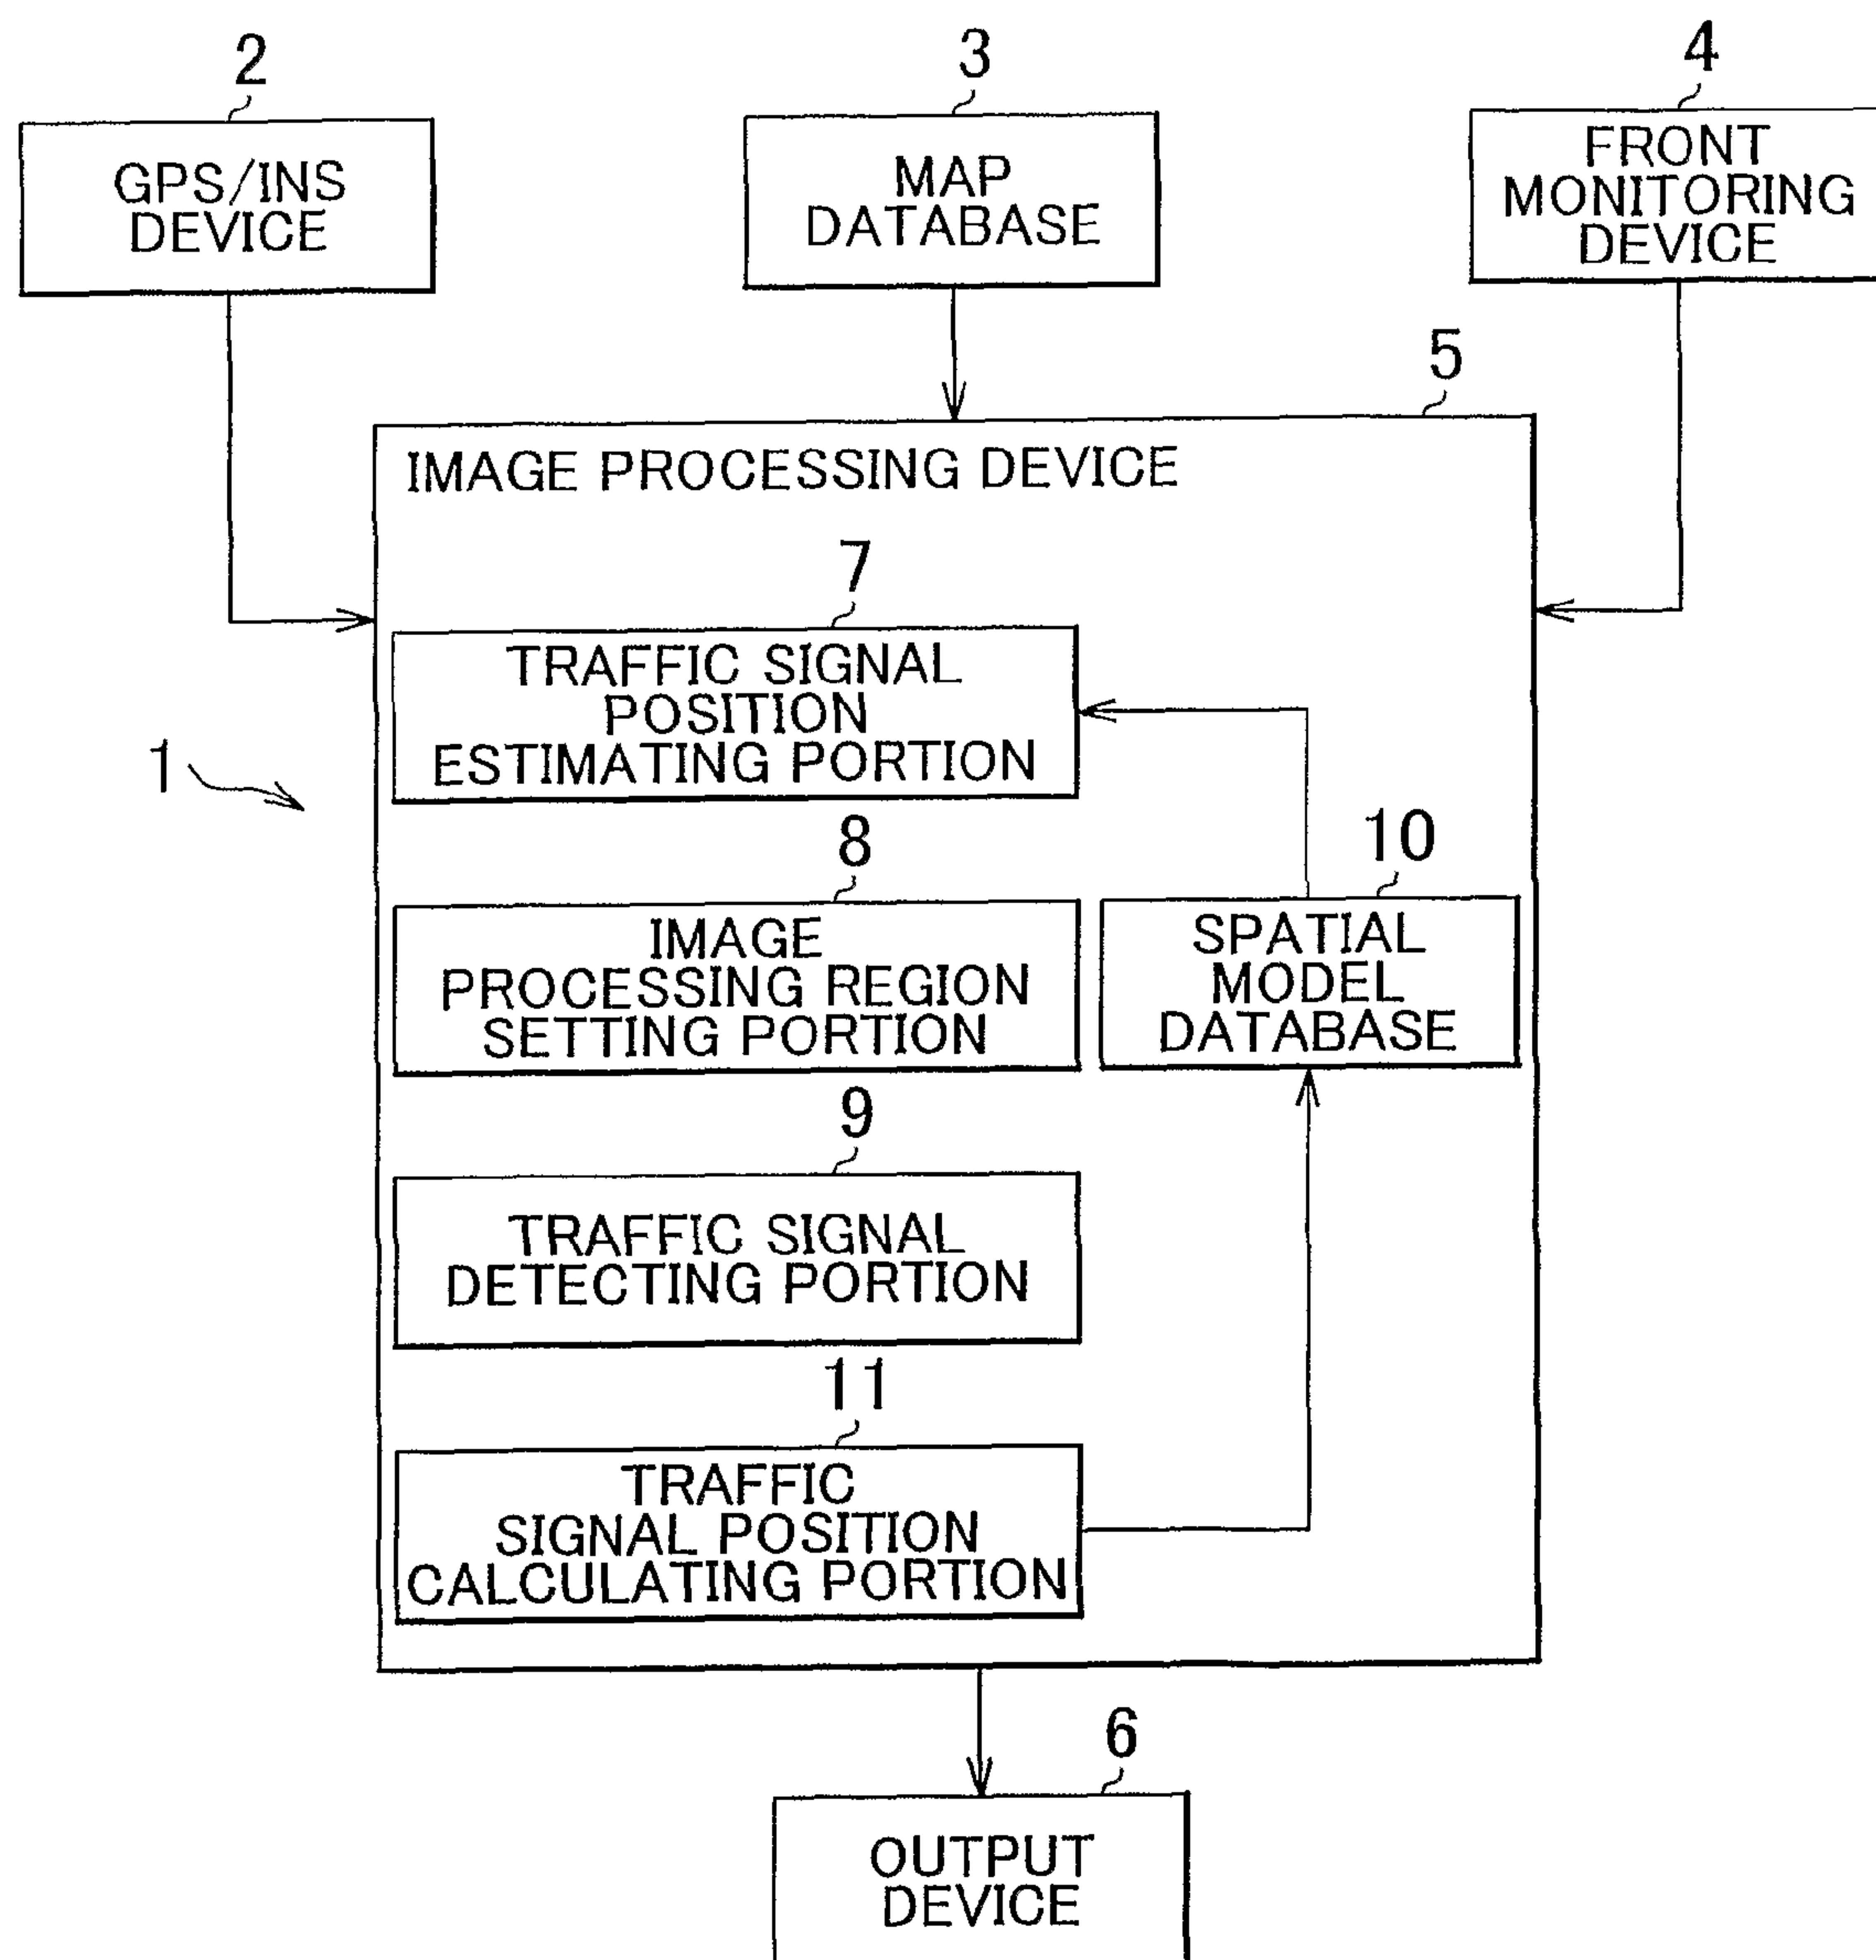 2
3
4
GPS/INS
DEVICE
MAP
DATABASE
FRONT
MONITORING
DEVICE
5
IMAGE PROCESSING DEVICE
7
TRAFFIC SIGNAL
POSITION
ESTIMATING PORTION
1
8
10
IMAGE
PROCESSING REGION
SETTING PORTION
SPATIAL
MODEL
DATABASE
9
TRAFFIC SIGNAL
DETECTING PORTION
11
TRAFFIC
SIGNAL POSITION
CALCULATING PORTION
6
OUTPUT
DEVICE